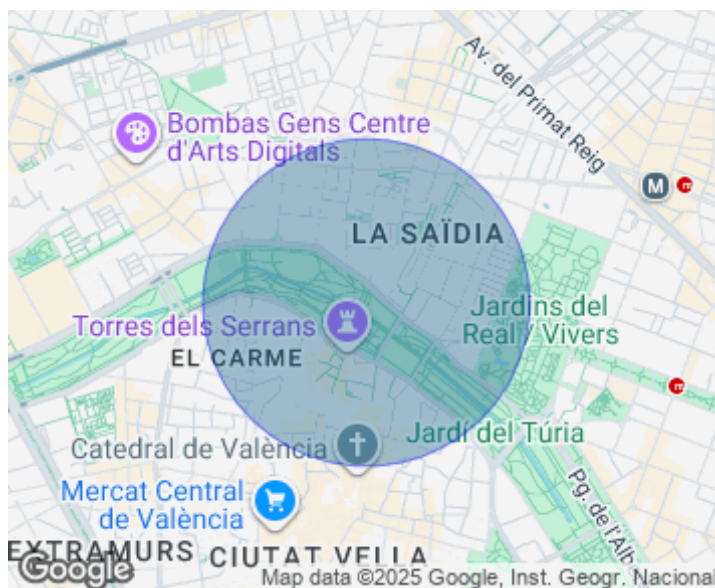 Av. del Primat Reig
Bombas Gens Centre
d'Arts Digitals
M
LA SAÏDIA
Jardins del
Real / Vivers
Torres dels Serrans
EL CARME
Jardí del Túria
Catedral de València
Mercat Central
de València
Pg. de l'Alb
EXTRAMURS
CIUTAT VELLA
Google
Map data ©2025 Google, Inst. Geogr. Nacional